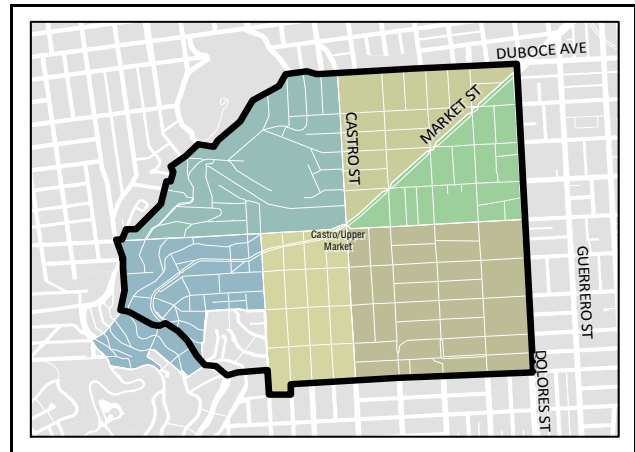 DUBOCE AVE
MARKET ST
CASTRO ST
Castro/Upper
Market
GUERRERO ST
DOLORES ST